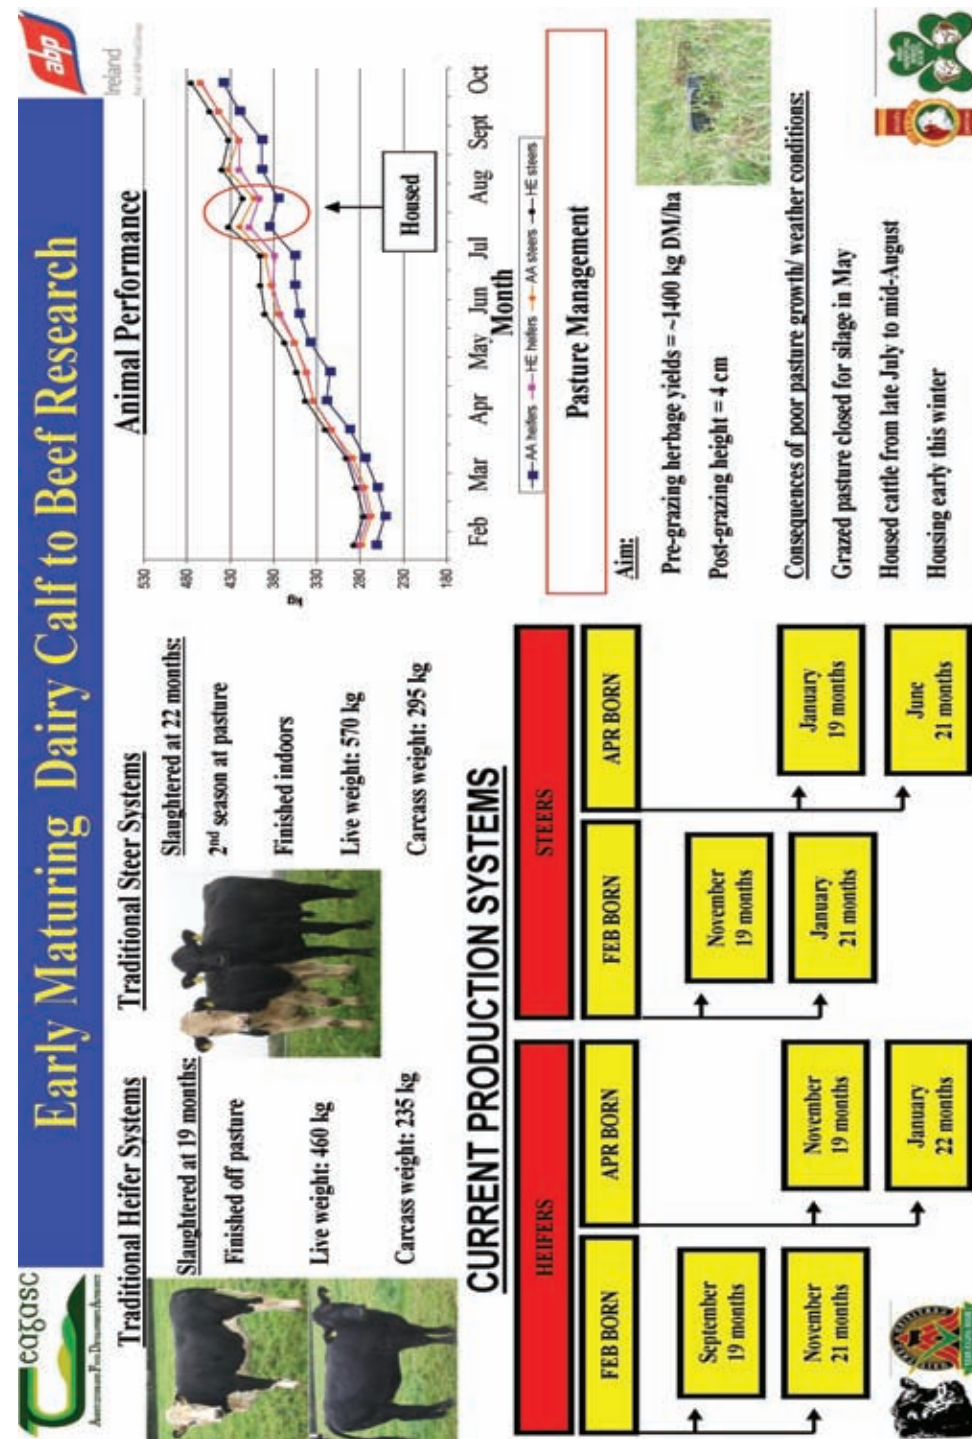 eagasc
AGRICULTURE AND FOOD DEVELOPMENT AUTHORITY
Early Maturing Dairy Calf to Beef Research
abp
Ireland
Traditional Heifer Systems
Slaughtered at 19 months:
Finished off pasture
Live weight: 460 kg
Carcass weight: 235 kg
Traditional Steer Systems
Slaughtered at 22 months:
2nd season at pasture
Finished indoors
Live weight: 570 kg
Carcass weight: 295 kg
Animal Performance
530
480
430
380
330
280
230
180
Feb Mar Apr May Jun Jul Aug Sept Oct
Month
Housed
AA heifers HE heifers AA steers HE steers
CURRENT PRODUCTION SYSTEMS
HEIFERS
FEB BORN
APR BORN
September
19 months
November
21 months
November
19 months
January
22 months
STEERS
FEB BORN
APR BORN
November
19 months
January
21 months
January
19 months
June
21 months
Pasture Management
Aim:
Pre-grazing herbage yields = ~1400 kg DM/ha
Post-grazing height = 4 cm
Consequences of poor pasture growth/ weather conditions:
Grazed pasture closed for silage in May
Housed cattle from late July to mid-August
Housing early this winter